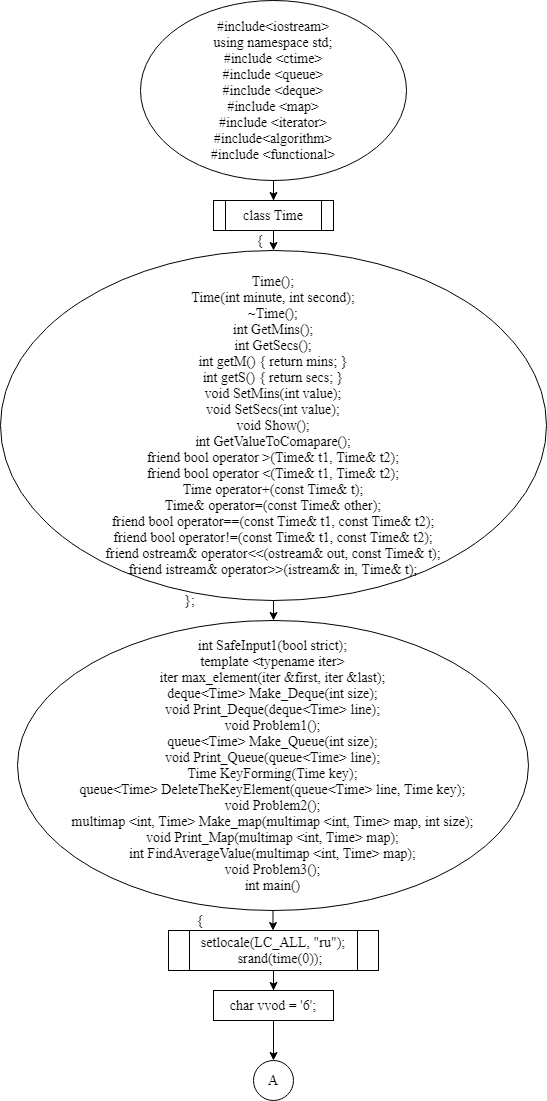 #include<iostream>
using namespace std;
#include <ctime>
#include <queue>
#include <deque>
#include <map>
#include <iterator>
#include<algorithm>
#include <functional>
class Time
{
Time();
Time(int minute, int second);
~Time();
int GetMins();
int GetSecs();
int getM() { return mins; }
int getS() { return secs; }
void SetMins(int value);
void SetSecs(int value);
void Show();
int GetValueToComapare();
friend bool operator >(Time& t1, Time& t2);
friend bool operator <(Time& t1, Time& t2);
Time operator+(const Time& t);
Time& operator=(const Time& other);
friend bool operator==(const Time& t1, const Time& t2);
friend bool operator!=(const Time& t1, const Time& t2);
friend ostream& operator<<(ostream& out, const Time& t);
friend istream& operator>>(istream& in, Time& t);
};
int SafeInput1(bool strict);
template <typename iter>
iter max_element(iter &first, iter &last);
deque<Time> Make_Deque(int size);
void Print_Deque(deque<Time> line);
void Problem1();
queue<Time> Make_Queue(int size);
void Print_Queue(queue<Time> line);
Time KeyForming(Time key);
queue<Time> DeleteTheKeyElement(queue<Time> line, Time key);
void Problem2();
multimap <int, Time> Make_map(multimap <int, Time> map, int size);
void Print_Map(multimap <int, Time> map);
int FindAverageValue(multimap <int, Time> map);
void Problem3();
int main()
{
setlocale(LC_ALL, "ru");
srand(time(0));
char vvod = '6';
A